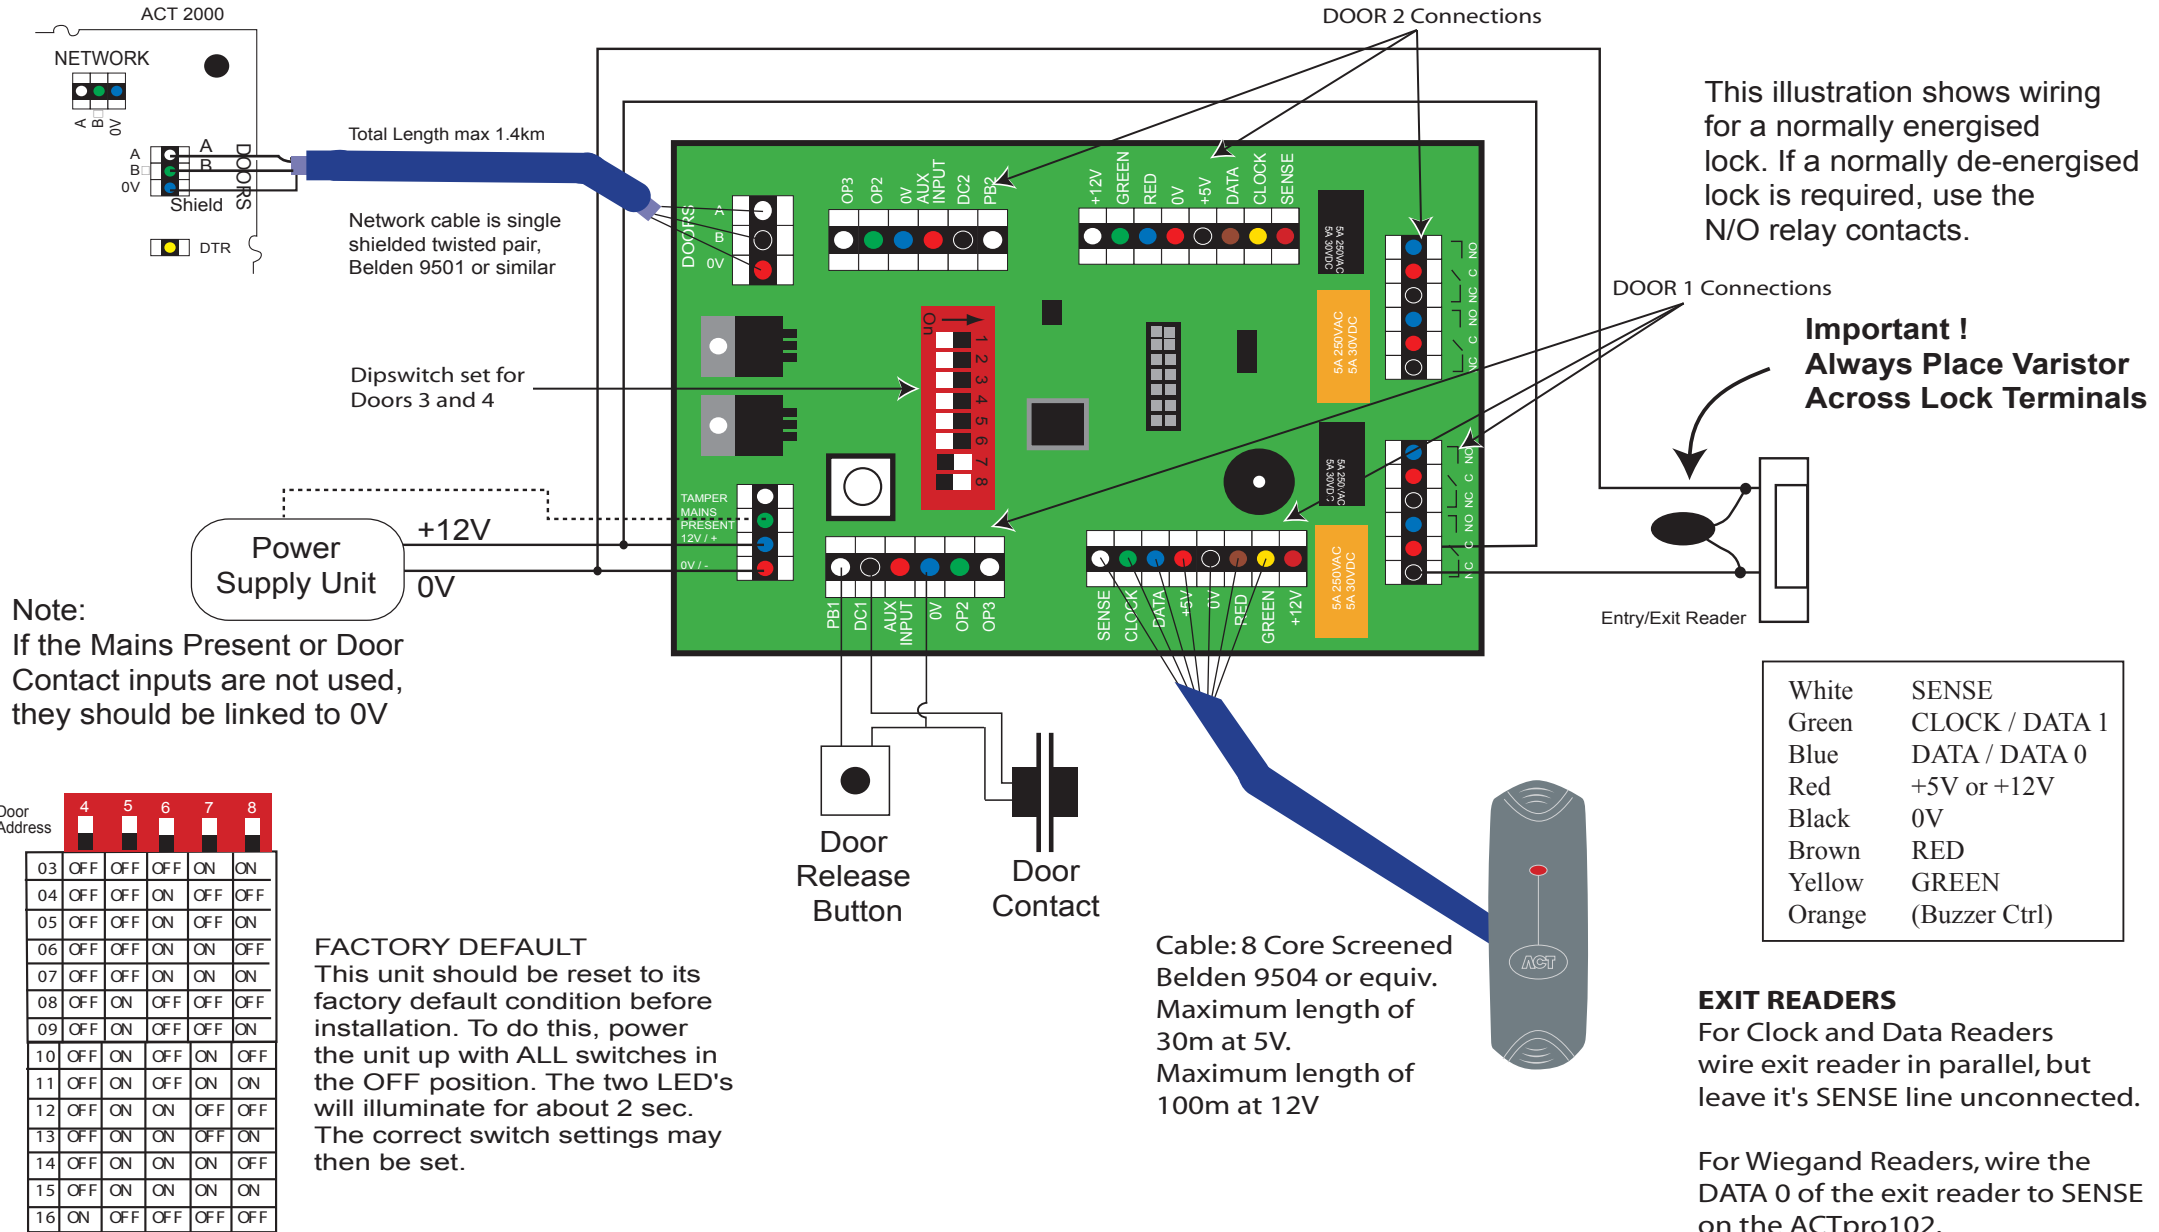 ACT 2000
NETWORK
A
B
0V
A
B
0V
A
B
Shield
DOORS
DTR
Total Length max 1.4km
Network cable is single
shielded twisted pair,
Belden 9501 or similar
Dipswitch set for
Doors 3 and 4
DOOR 2 Connections
DOORS
A
B
0V
OP3
OP2
0V
AUX
INPUT
DC2
PB2
+12V
GREEN
RED
0V
+5V
DATA
CLOCK
SENSE
5A 250VAC
5A 30VDC
5A 250VAC
5A 30VDC
NO
C
NC
NO
C
NC
On
1
2
3
4
5
6
7
8
This illustration shows wiring
for a normally energised
lock. If a normally de-energised
lock is required, use the
N/O relay contacts.
DOOR 1 Connections
Important !
Always Place Varistor
Across Lock Terminals
5A 250VAC
5A 30VDC
5A 250VAC
5A 30VDC
NO
C
NC
NO
C
NC
TAMPER
MAINS
PRESENT
12V / +
0V / -
Power
Supply Unit
+12V
0V
PB1
DC1
AUX
INPUT
0V
OP2
OP3
SENSE
CLOCK
DATA
+5V
0V
RED
GREEN
+12V
Entry/Exit Reader
Note:
If the Mains Present or Door
Contact inputs are not used,
they should be linked to 0V
Door
Release
Button
Door
Contact
White SENSE
Green CLOCK / DATA 1
Blue DATA / DATA 0
Red +5V or +12V
Black 0V
Brown RED
Yellow GREEN
Orange (Buzzer Ctrl)
Door
Address
4 5 6 7 8
03 OFF OFF OFF ON ON
04 OFF OFF ON OFF OFF
05 OFF OFF ON OFF ON
06 OFF OFF ON ON OFF
07 OFF OFF ON ON ON
08 OFF ON OFF OFF OFF
09 OFF ON OFF OFF ON
10 OFF ON OFF ON OFF
11 OFF ON OFF ON ON
12 OFF ON ON OFF OFF
13 OFF ON ON OFF ON
14 OFF ON ON ON OFF
15 OFF ON ON ON ON
16 ON OFF OFF OFF OFF
FACTORY DEFAULT
This unit should be reset to its
factory default condition before
installation. To do this, power
the unit up with ALL switches in
the OFF position. The two LED's
will illuminate for about 2 sec.
The correct switch settings may
then be set.
Cable: 8 Core Screened
Belden 9504 or equiv.
Maximum length of
30m at 5V.
Maximum length of
100m at 12V
ACT
EXIT READERS
For Clock and Data Readers
wire exit reader in parallel, but
leave it's SENSE line unconnected.
For Wiegand Readers, wire the
DATA 0 of the exit reader to SENSE
on the ACTpro102.